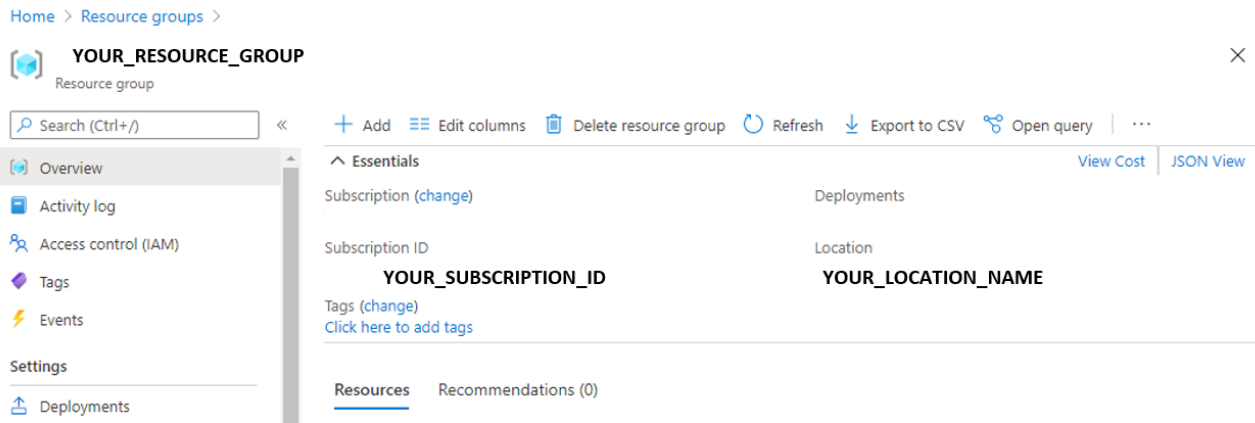 Home > Resource groups >
YOUR_RESOURCE_GROUP
Resource group
Search (Ctrl+/)
«
Add Edit columns Delete resource group Refresh Export to CSV Open query ...
Overview
Activity log
Access control (IAM)
Tags
Events
Settings
Deployments
Essentials View Cost JSON View
Subscription (change) Deployments
Subscription ID Location
YOUR_SUBSCRIPTION_ID YOUR_LOCATION_NAME
Tags (change)
Click here to add tags
Resources Recommendations (0)